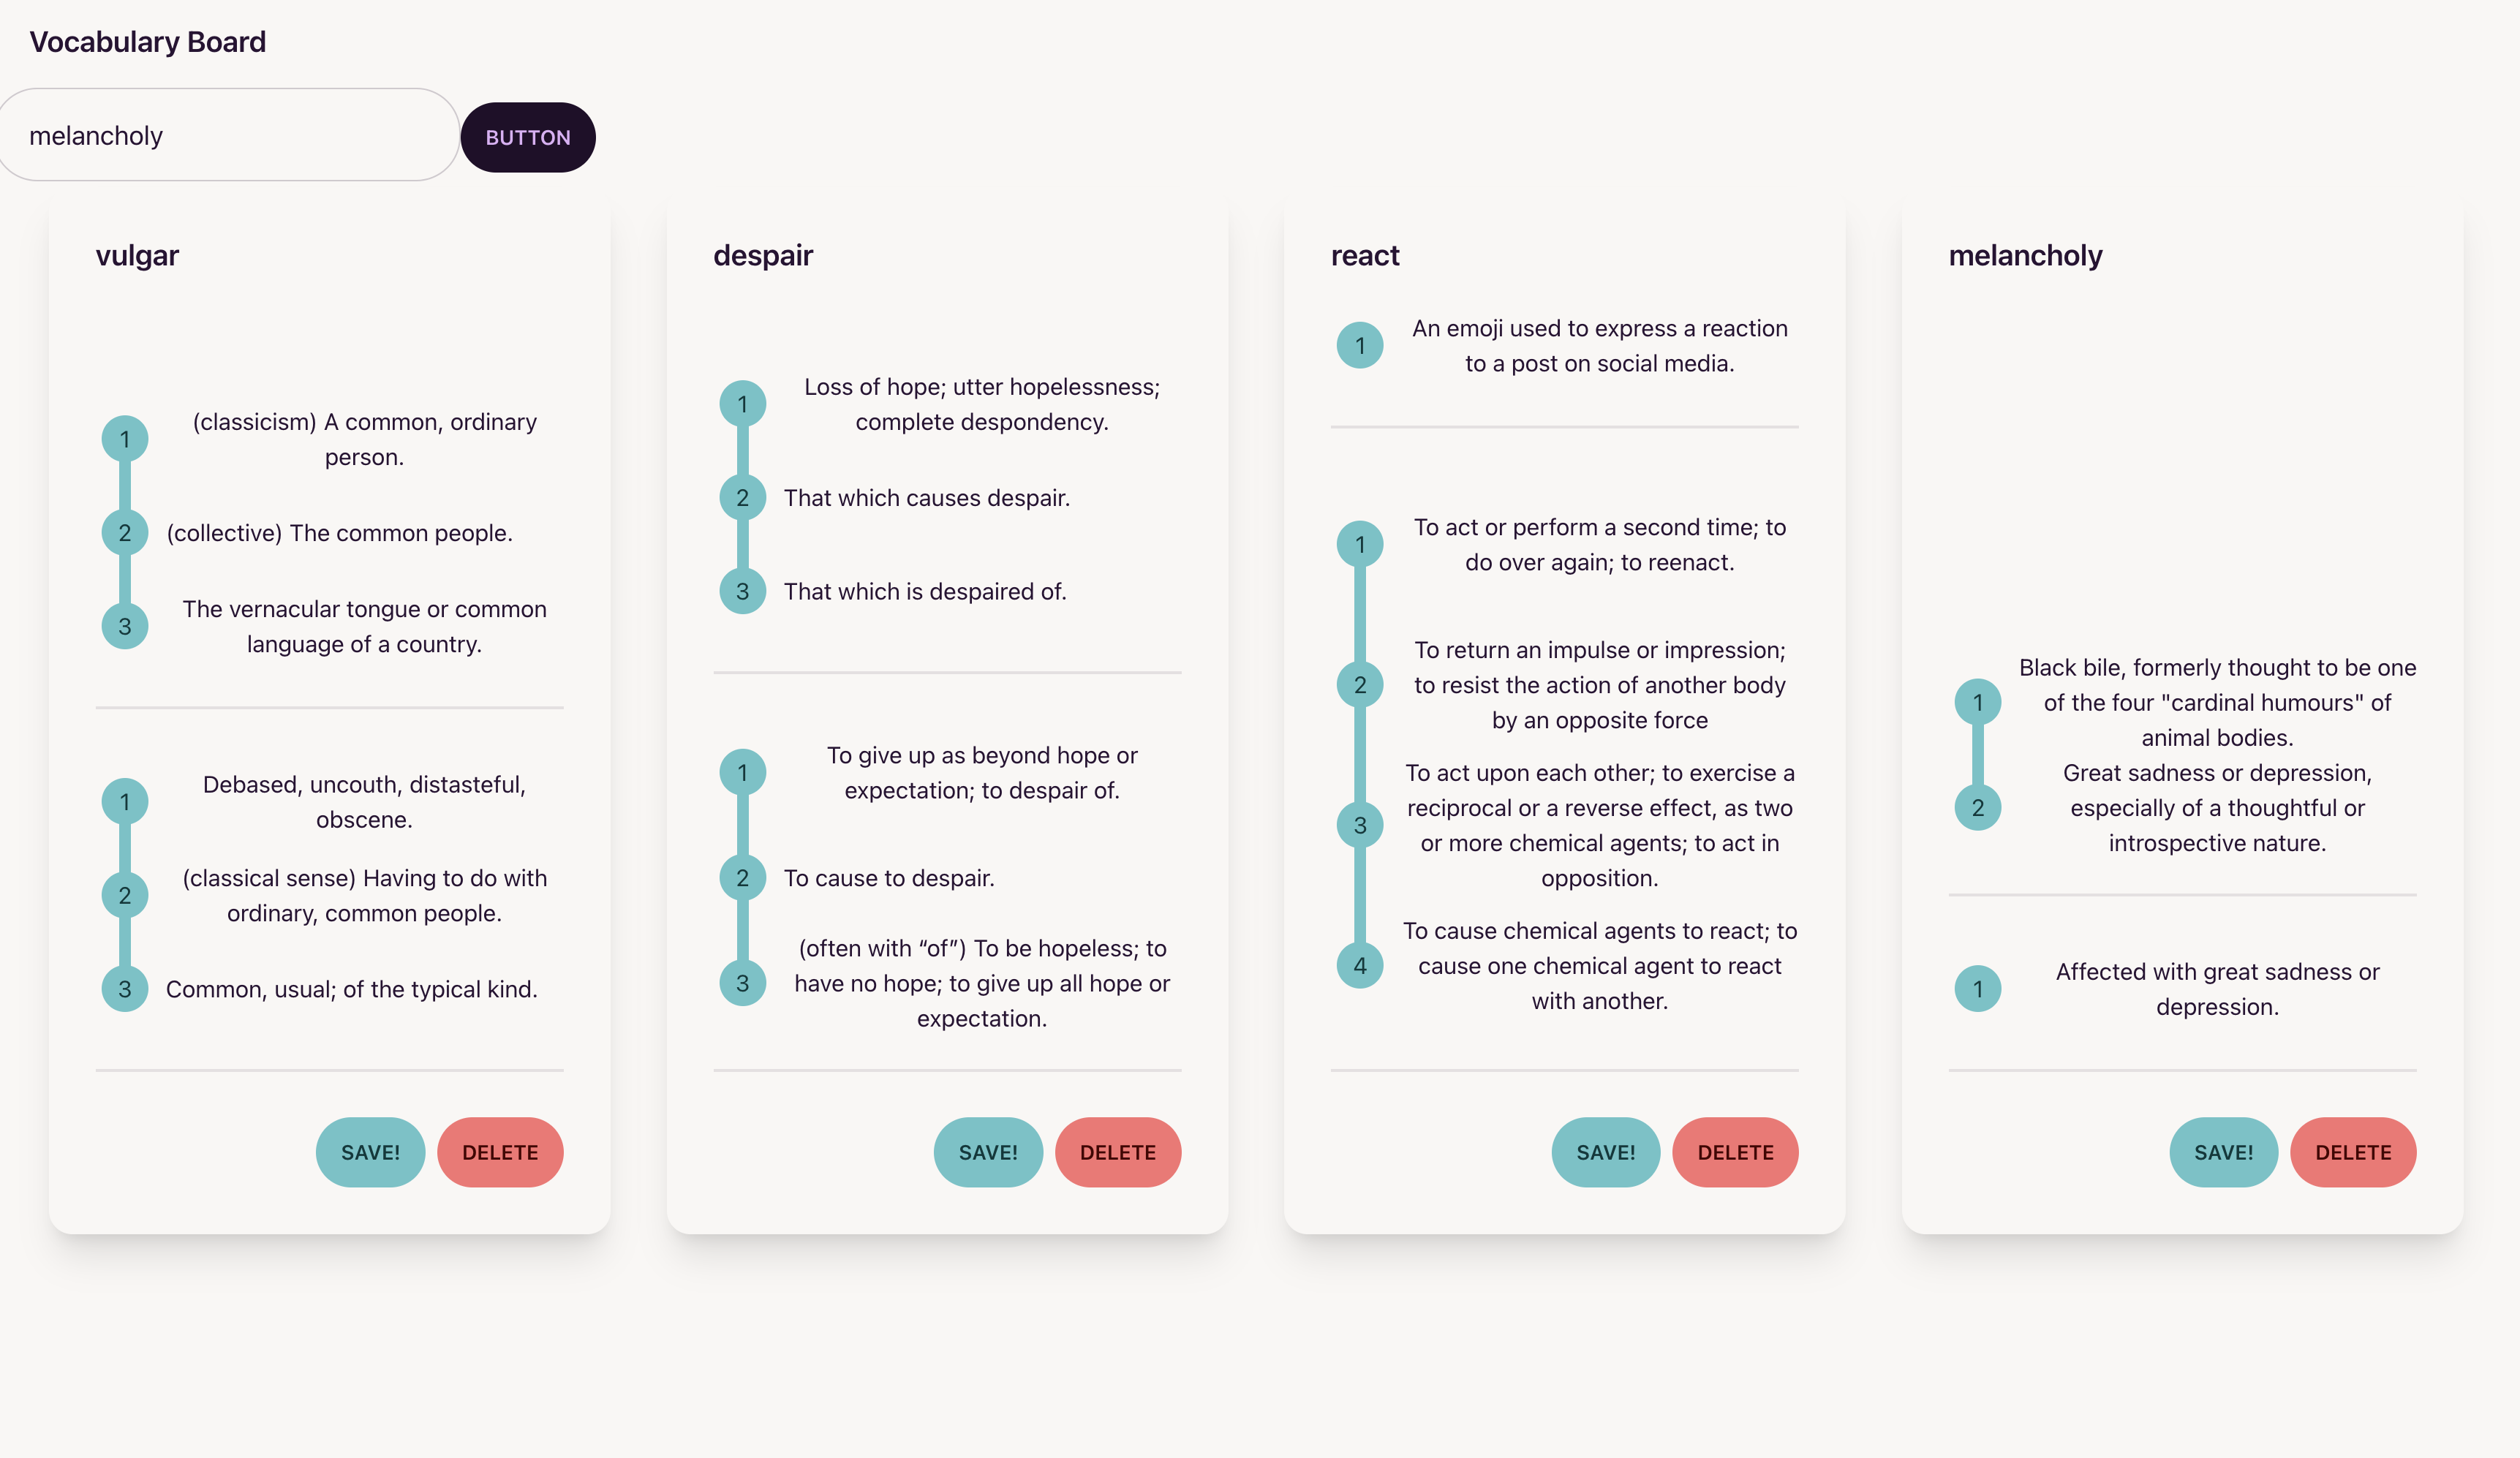 Vocabulary Board
melancholy
BUTTON
vulgar
1
(classicism) A common, ordinary
person.
2
(collective) The common people.
3
The vernacular tongue or common
language of a country.
1
Debased, uncouth, distasteful,
obscene.
2
(classical sense) Having to do with
ordinary, common people.
3
Common, usual; of the typical kind.
SAVE!
DELETE
despair
1
Loss of hope; utter hopelessness;
complete despondency.
2
That which causes despair.
3
That which is despaired of.
1
To give up as beyond hope or
expectation; to despair of.
2
To cause to despair.
3
(often with “of”) To be hopeless; to
have no hope; to give up all hope or
expectation.
SAVE!
DELETE
react
1
An emoji used to express a reaction
to a post on social media.
1
To act or perform a second time; to
do over again; to reenact.
2
To return an impulse or impression;
to resist the action of another body
by an opposite force
3
To act upon each other; to exercise a
reciprocal or a reverse effect, as two
or more chemical agents; to act in
opposition.
4
To cause chemical agents to react; to
cause one chemical agent to react
with another.
SAVE!
DELETE
melancholy
1
Black bile, formerly thought to be one
of the four "cardinal humours" of
animal bodies.
2
Great sadness or depression,
especially of a thoughtful or
introspective nature.
1
Affected with great sadness or
depression.
SAVE!
DELETE